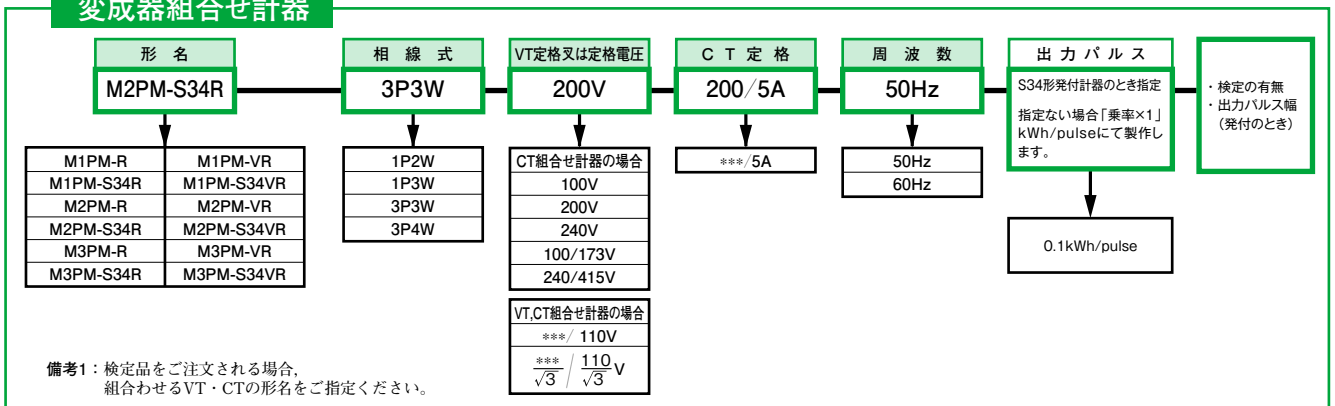 変成器組合せ計器
形名
M2PM-S34R
M1PM-R M1PM-VR
M1PM-S34R M1PM-S34VR
M2PM-R M2PM-VR
M2PM-S34R M2PM-S34VR
M3PM-R M3PM-VR
M3PM-S34R M3PM-S34VR
相線式
3P3W
1P2W
1P3W
3P3W
3P4W
VT定格又は定格電圧
200V
CT組合せ計器の場合
100V
200V
240V
100/173V
240/415V
VT,CT組合せ計器の場合
***/110V
***/√3 / 110/√3 V
CT定格
200/5A
***/5A
周波数
50Hz
50Hz
60Hz
出力パルス
S34形発付計器のとき指定
指定ない場合「乗率×1」
kWh/pulseにて製作し
ます。
0.1kWh/pulse
・検定の有無
・出力パルス幅
(発付のとき)
備考1：検定品をご注文される場合，
組合わせるVT・CTの形名をご指定ください。